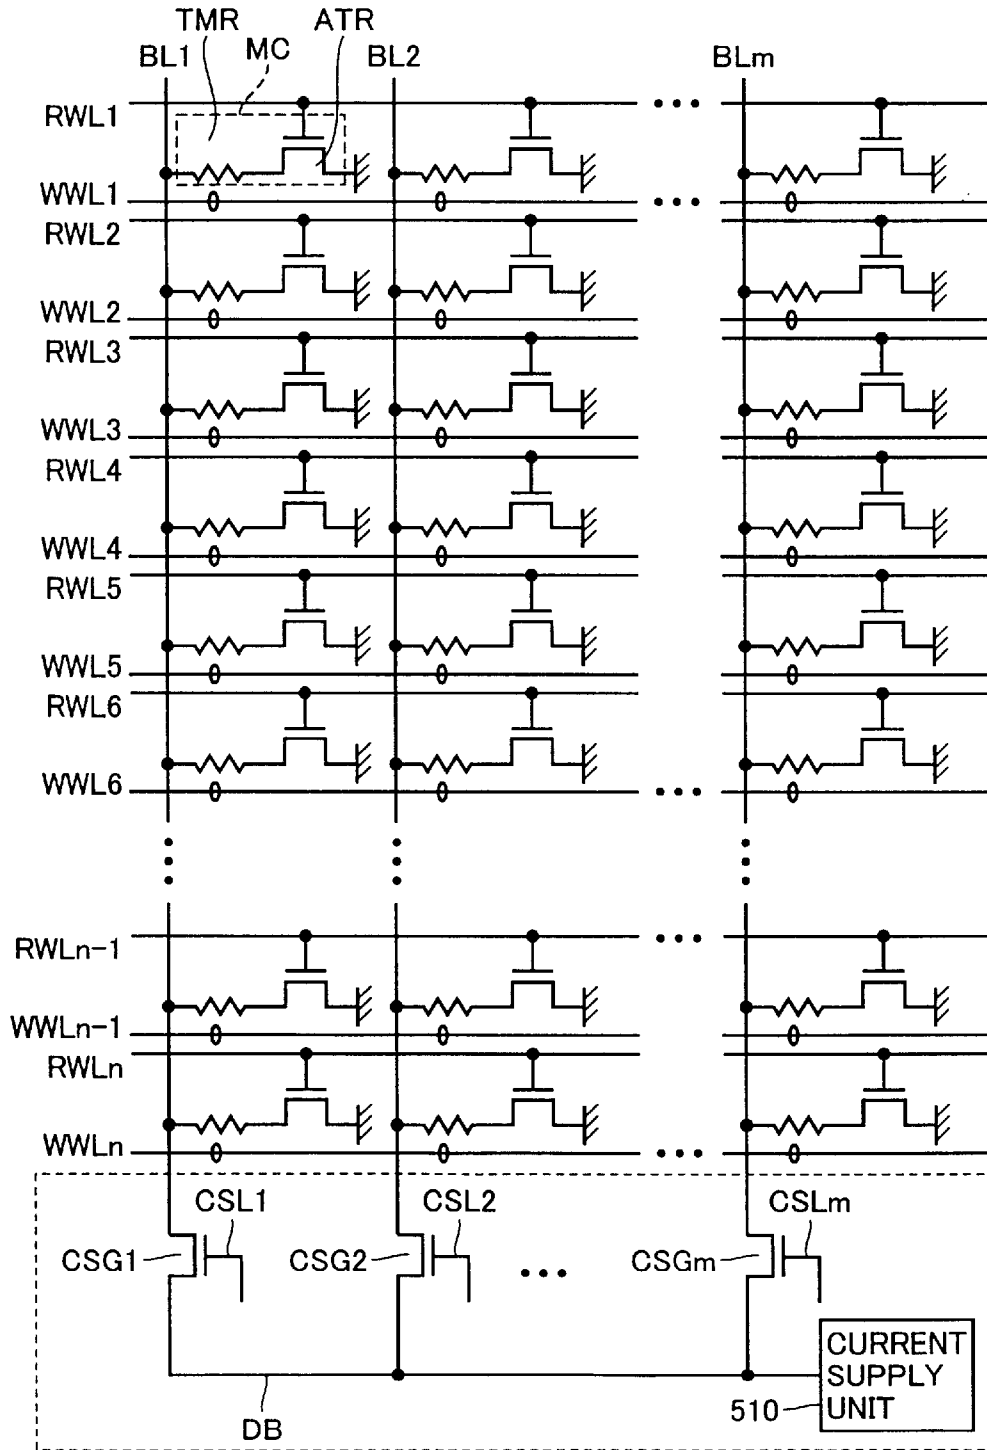 TMR
MC
ATR
BL1
BL2
BLm
RWL1
WWL1
RWL2
WWL2
RWL3
WWL3
RWL4
WWL4
RWL5
WWL5
RWL6
WWL6
RWLn-1
WWLn-1
RWLn
WWLn
CSL1
CSL2
CSLm
CSG1
CSG2
CSGm
CURRENT
SUPPLY
UNIT
510
DB